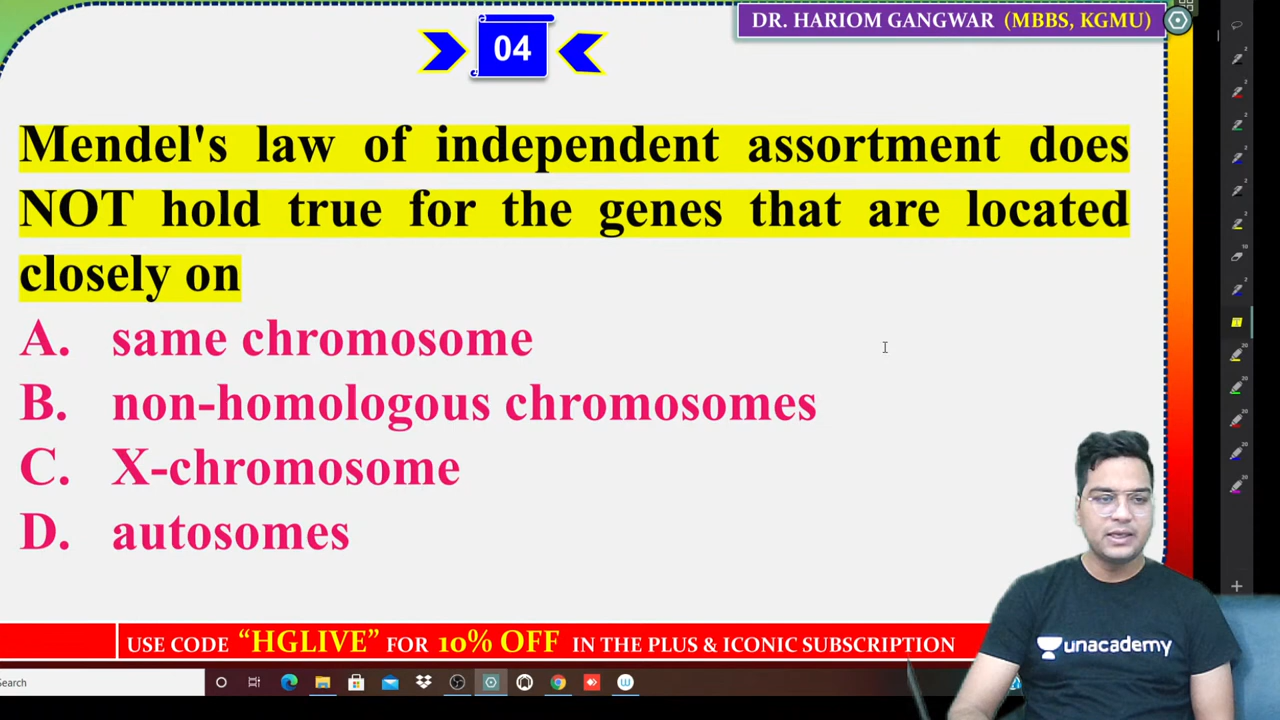 DR. HARIOM GANGWAR (MBBS, KGMU)
04
Mendel's law of independent assortment does
NOT hold true for the genes that are located
closely on
A. same chromosome
B. non-homologous chromosomes
C. X-chromosome
D. autosomes
unacademy
USE CODE “HGLIVE” FOR 10% OFF IN THE PLUS & ICONIC SUBSCRIPTION
Search